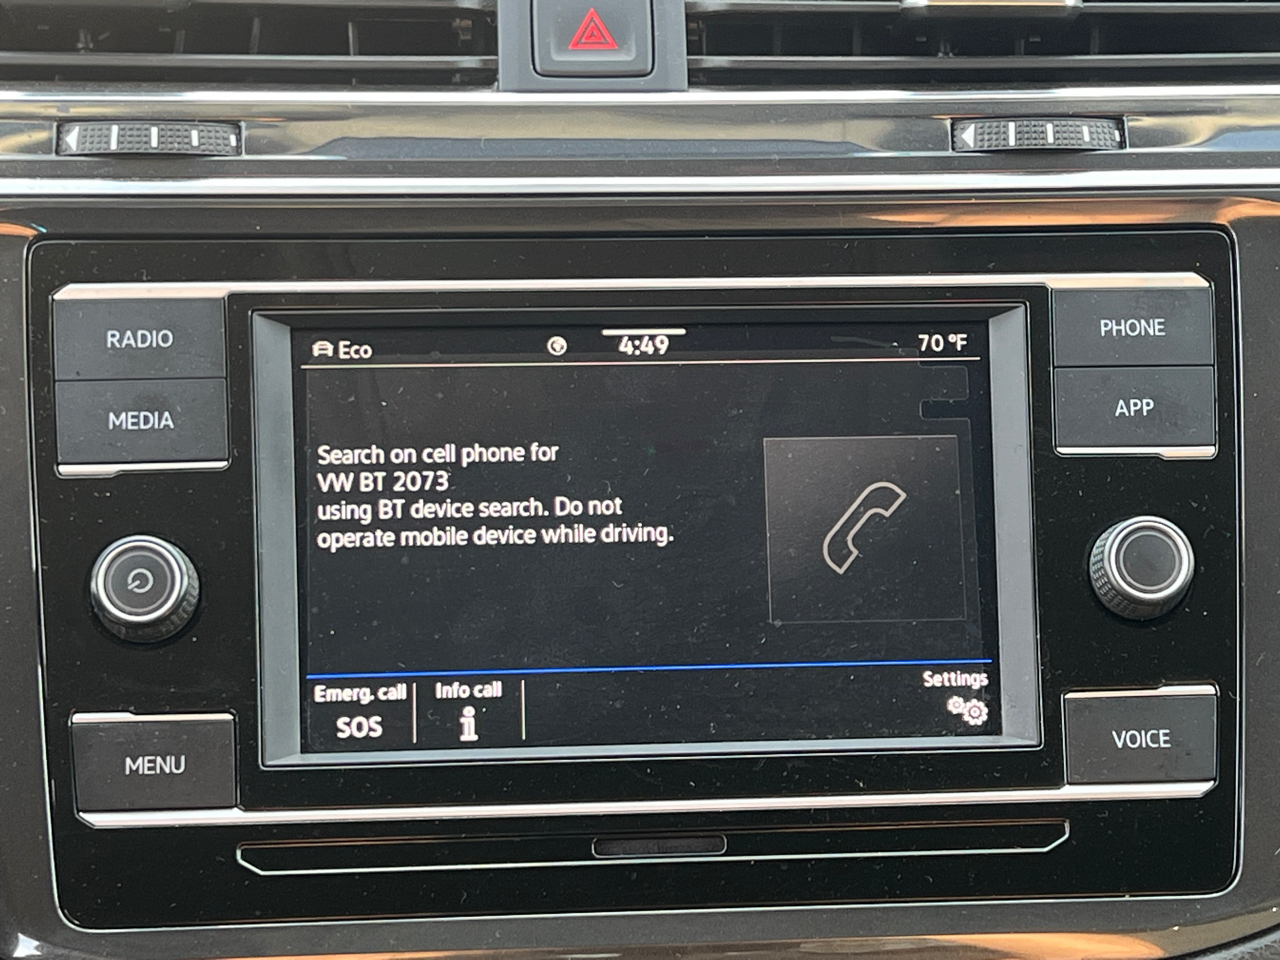 RADIO
MEDIA
MENU
Eco
4:49
70 °F
Search on cell phone for
VW BT 2073
using BT device search. Do not
operate mobile device while driving.
Emerg. call
SOS
Info call
i
Settings
PHONE
APP
VOICE